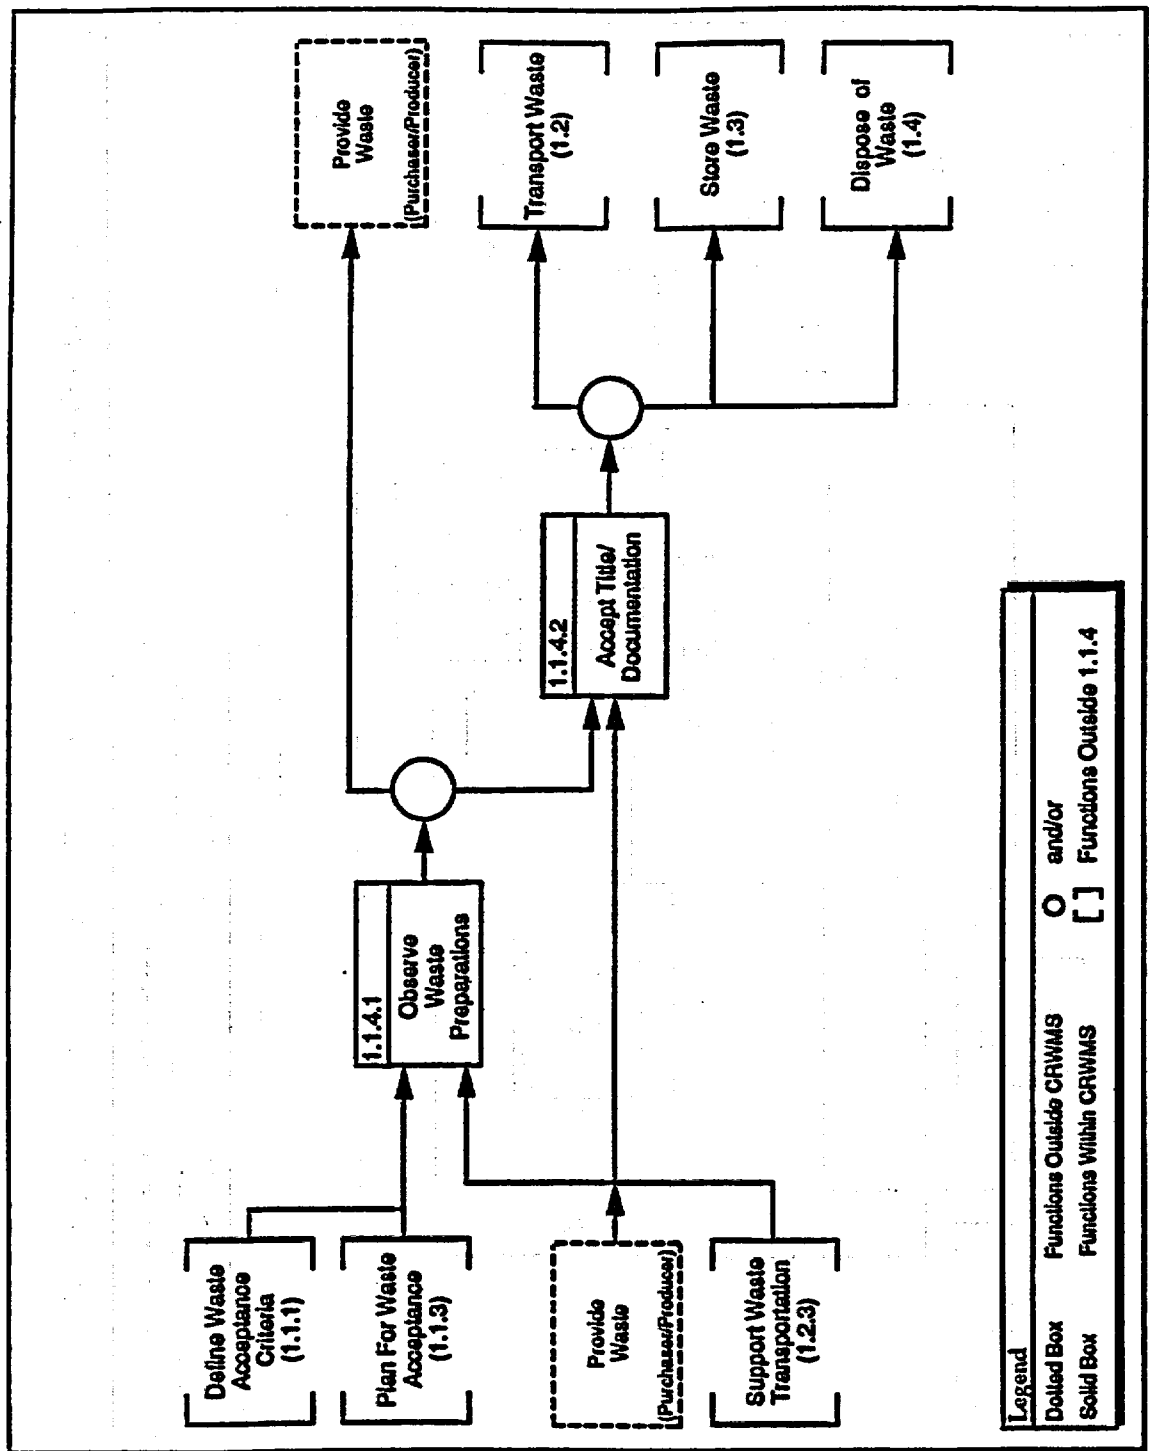 Define Waste
Acceptance
Criteria
(1.1.1)
Plan For Waste
Acceptance
(1.1.3)
Provide
Waste
(Purchaser/Producer)
Support Waste
Transportation
(1.2.3)
1.1.4.1
Observe
Waste
Preparations
1.1.4.2
Accept Title/
Documentation
Provide
Waste
(Purchaser/Producer)
Transport Waste
(1.2)
Store Waste
(1.3)
Dispose of
Waste
(1.4)
Legend
Dotted Box Functions Outside CRWMS O and/or
Solid Box Functions Within CRWMS [ ] Functions Outside 1.1.4